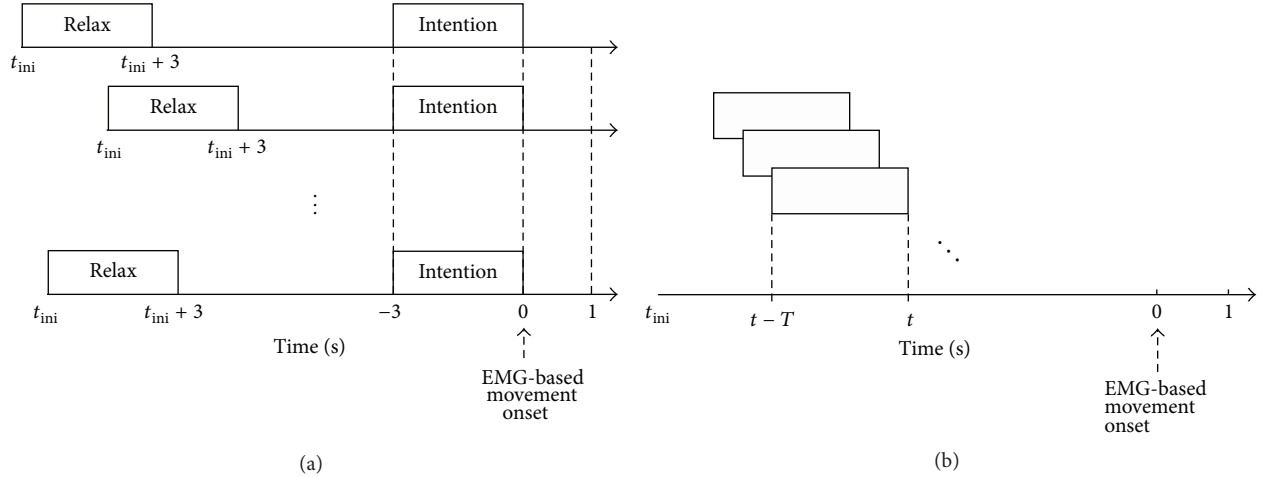 Relax
Intention
t_ini
t_ini + 3
Relax
Intention
t_ini
t_ini + 3
⋮
Relax
Intention
t_ini
t_ini + 3
−3
0
1
Time (s)
EMG-based
movement
onset
(a)
⋱
t_ini
t − T
t
0
1
Time (s)
EMG-based
movement
onset
(b)